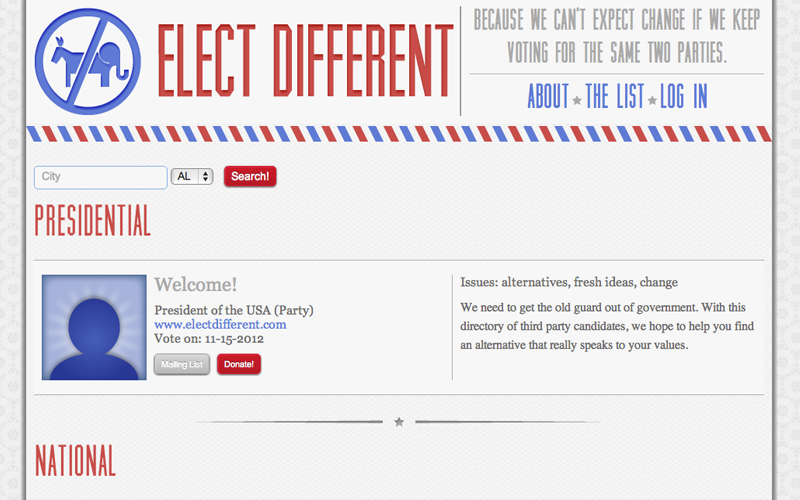 ELECT DIFFERENT
BECAUSE WE CAN'T EXPECT CHANGE IF WE KEEP
VOTING FOR THE SAME TWO PARTIES.
ABOUT ★ THE LIST ★ LOG IN
City
AL
Search!
PRESIDENTIAL
Welcome!
President of the USA (Party)
www.electdifferent.com
Vote on: 11-15-2012
Mailing List
Donate!
Issues: alternatives, fresh ideas, change
We need to get the old guard out of government. With this
directory of third party candidates, we hope to help you find
an alternative that really speaks to your values.
NATIONAL